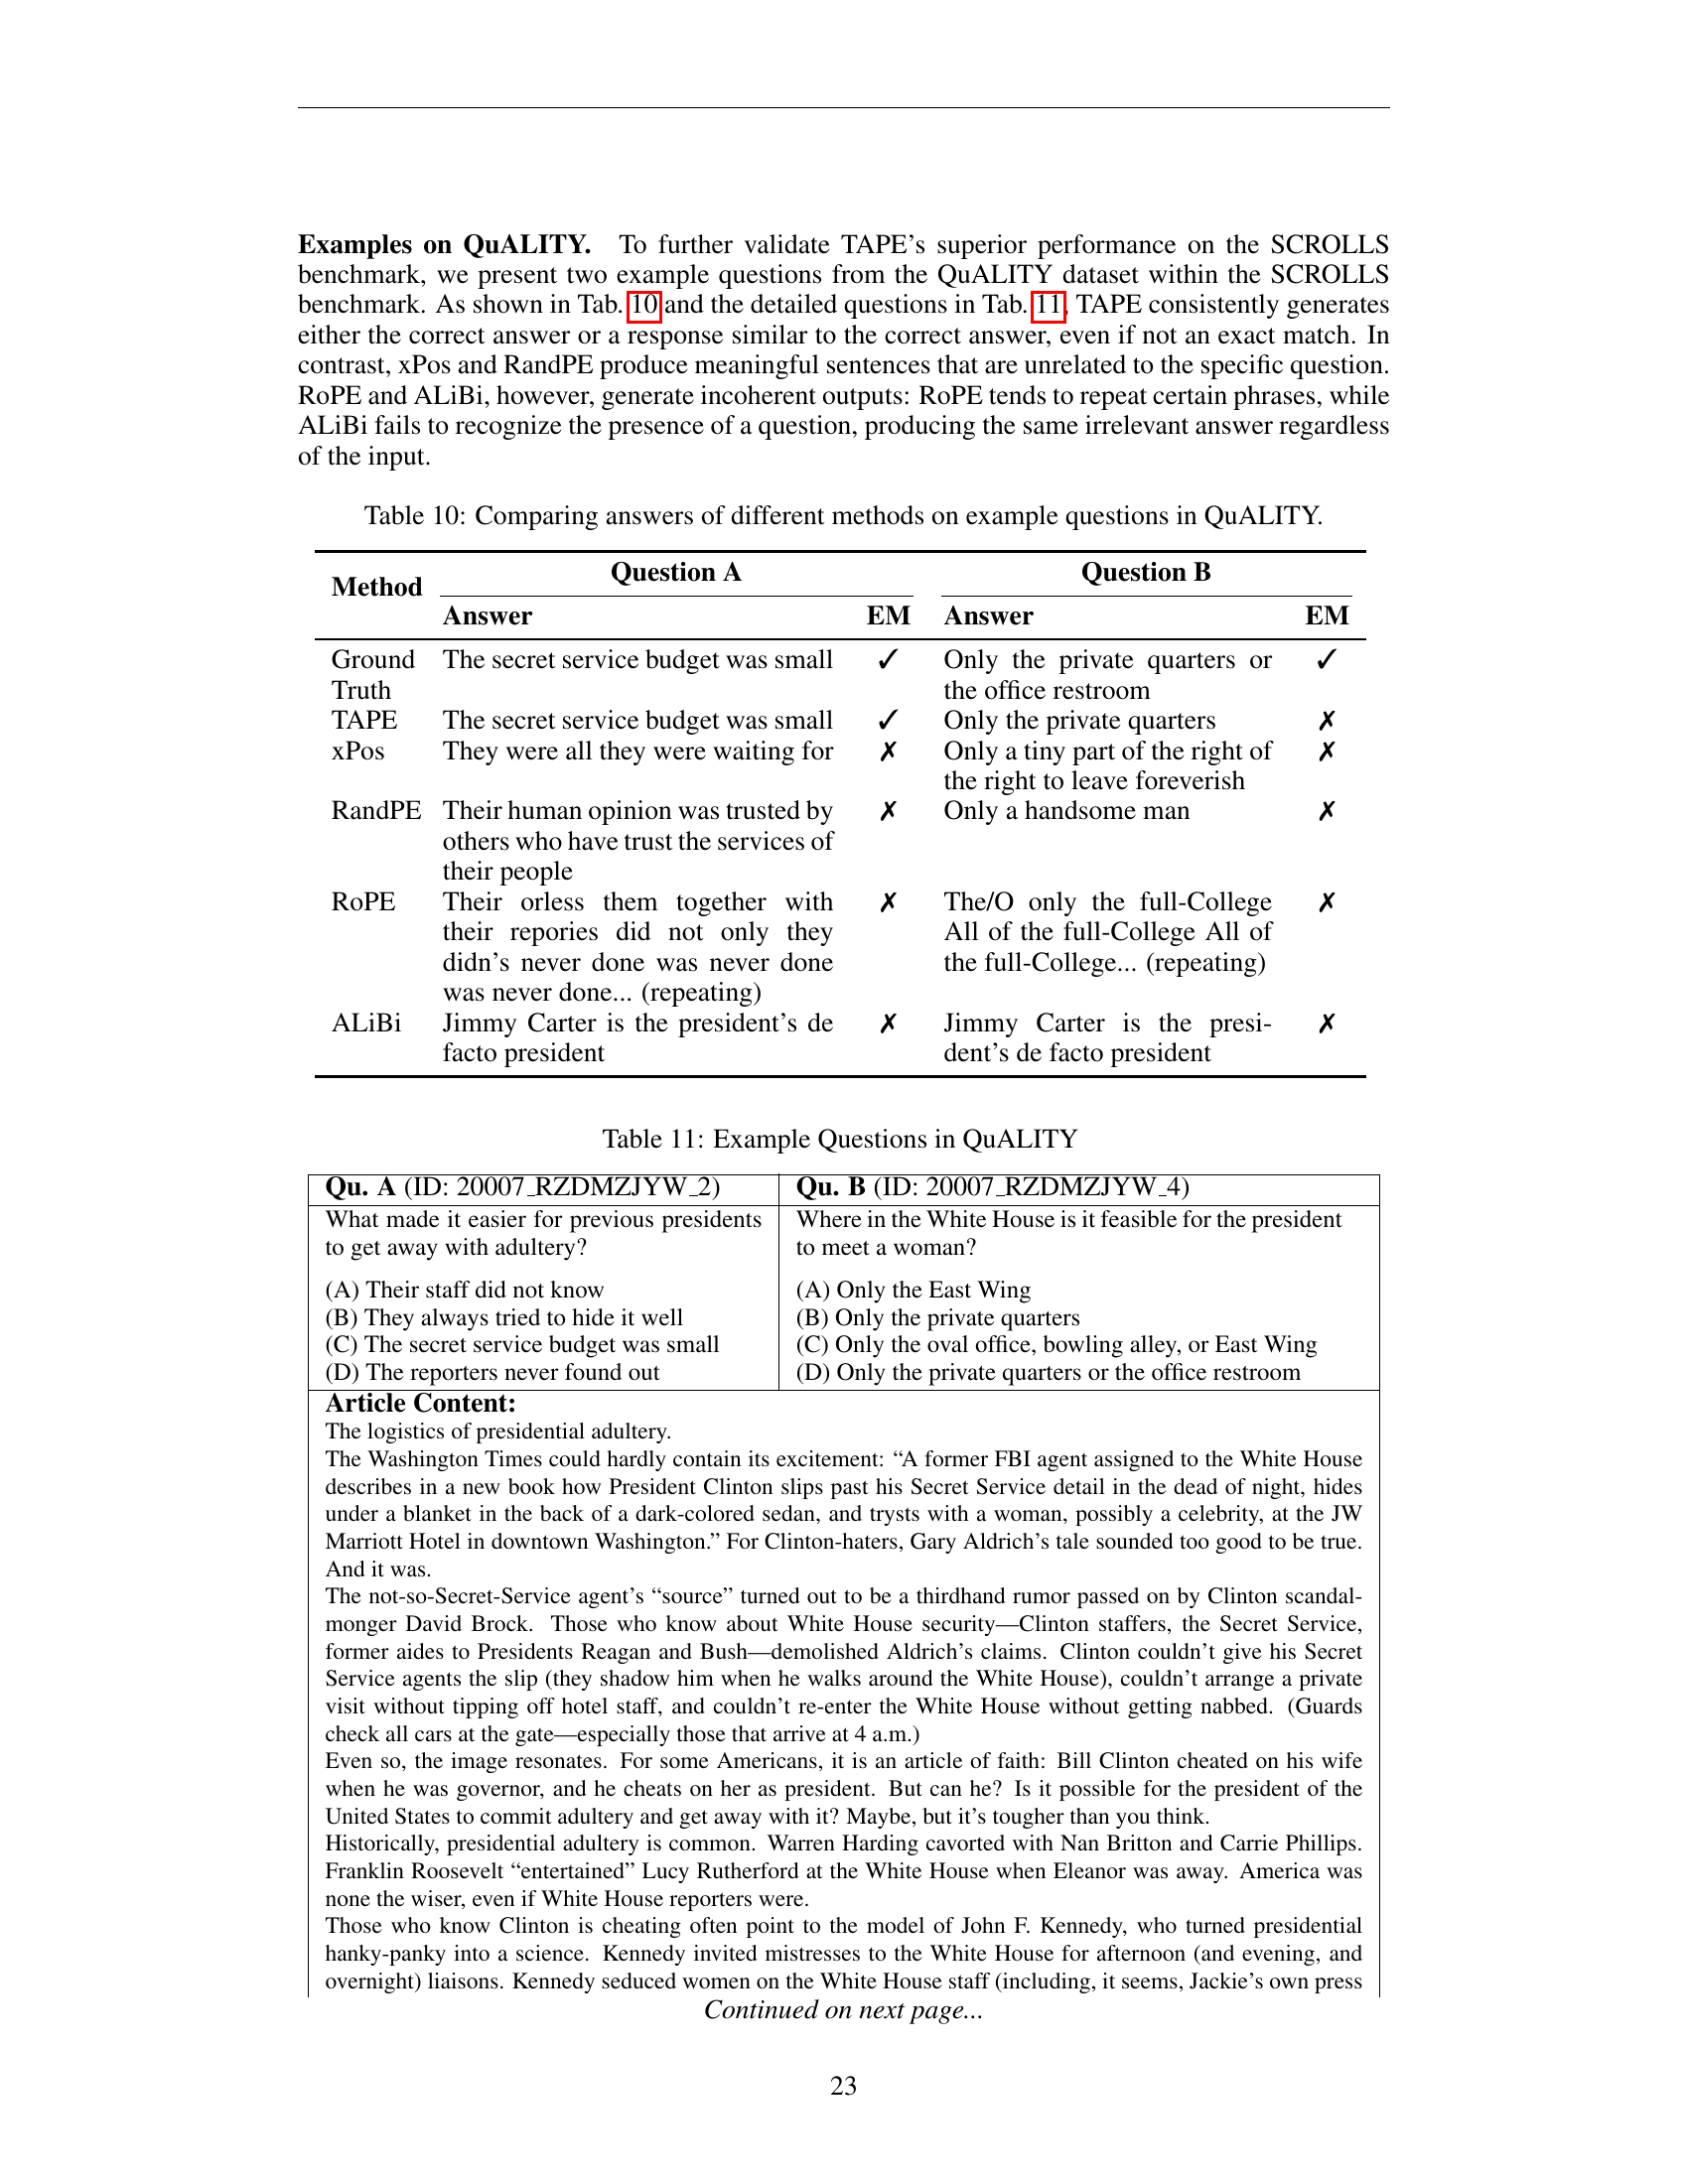 Examples on QuALITY. To further validate TAPE's superior performance on the SCROLLS
benchmark, we present two example questions from the QuALITY dataset within the SCROLLS
benchmark. As shown in Tab. 10 and the detailed questions in Tab. 11, TAPE consistently generates
either the correct answer or a response similar to the correct answer, even if not an exact match. In
contrast, xPos and RandPE produce meaningful sentences that are unrelated to the specific question.
RoPE and ALiBi, however, generate incoherent outputs: RoPE tends to repeat certain phrases, while
ALiBi fails to recognize the presence of a question, producing the same irrelevant answer regardless
of the input.
Table 10: Comparing answers of different methods on example questions in QuALITY.
Method Question A Question B
Answer EM Answer EM
Ground The secret service budget was small ✓ Only the private quarters or ✓
Truth the office restroom
TAPE The secret service budget was small ✓ Only the private quarters ✗
xPos They were all they were waiting for ✗ Only a tiny part of the right of ✗
the right to leave foreverish
RandPE Their human opinion was trusted by ✗ Only a handsome man ✗
others who have trust the services of
their people
RoPE Their orless them together with ✗ The/O only the full-College ✗
their repories did not only they All of the full-College All of
didn's never done was never done the full-College... (repeating)
was never done... (repeating)
ALiBi Jimmy Carter is the president's de ✗ Jimmy Carter is the presi- ✗
facto president dent's de facto president
Table 11: Example Questions in QuALITY
Qu. A (ID: 20007_RZDMZJYW_2) Qu. B (ID: 20007_RZDMZJYW_4)
What made it easier for previous presidents Where in the White House is it feasible for the president
to get away with adultery? to meet a woman?
(A) Their staff did not know (A) Only the East Wing
(B) They always tried to hide it well (B) Only the private quarters
(C) The secret service budget was small (C) Only the oval office, bowling alley, or East Wing
(D) The reporters never found out (D) Only the private quarters or the office restroom
Article Content:
The logistics of presidential adultery.
The Washington Times could hardly contain its excitement: “A former FBI agent assigned to the White House
describes in a new book how President Clinton slips past his Secret Service detail in the dead of night, hides
under a blanket in the back of a dark-colored sedan, and trysts with a woman, possibly a celebrity, at the JW
Marriott Hotel in downtown Washington.” For Clinton-haters, Gary Aldrich's tale sounded too good to be true.
And it was.
The not-so-Secret-Service agent's “source” turned out to be a thirdhand rumor passed on by Clinton scandal-
monger David Brock. Those who know about White House security—Clinton staffers, the Secret Service,
former aides to Presidents Reagan and Bush—demolished Aldrich's claims. Clinton couldn't give his Secret
Service agents the slip (they shadow him when he walks around the White House), couldn't arrange a private
visit without tipping off hotel staff, and couldn't re-enter the White House without getting nabbed. (Guards
check all cars at the gate—especially those that arrive at 4 a.m.)
Even so, the image resonates. For some Americans, it is an article of faith: Bill Clinton cheated on his wife
when he was governor, and he cheats on her as president. But can he? Is it possible for the president of the
United States to commit adultery and get away with it? Maybe, but it's tougher than you think.
Historically, presidential adultery is common. Warren Harding cavorted with Nan Britton and Carrie Phillips.
Franklin Roosevelt “entertained” Lucy Rutherford at the White House when Eleanor was away. America was
none the wiser, even if White House reporters were.
Those who know Clinton is cheating often point to the model of John F. Kennedy, who turned presidential
hanky-panky into a science. Kennedy invited mistresses to the White House for afternoon (and evening, and
overnight) liaisons. Kennedy seduced women on the White House staff (including, it seems, Jackie's own press
Continued on next page...
23